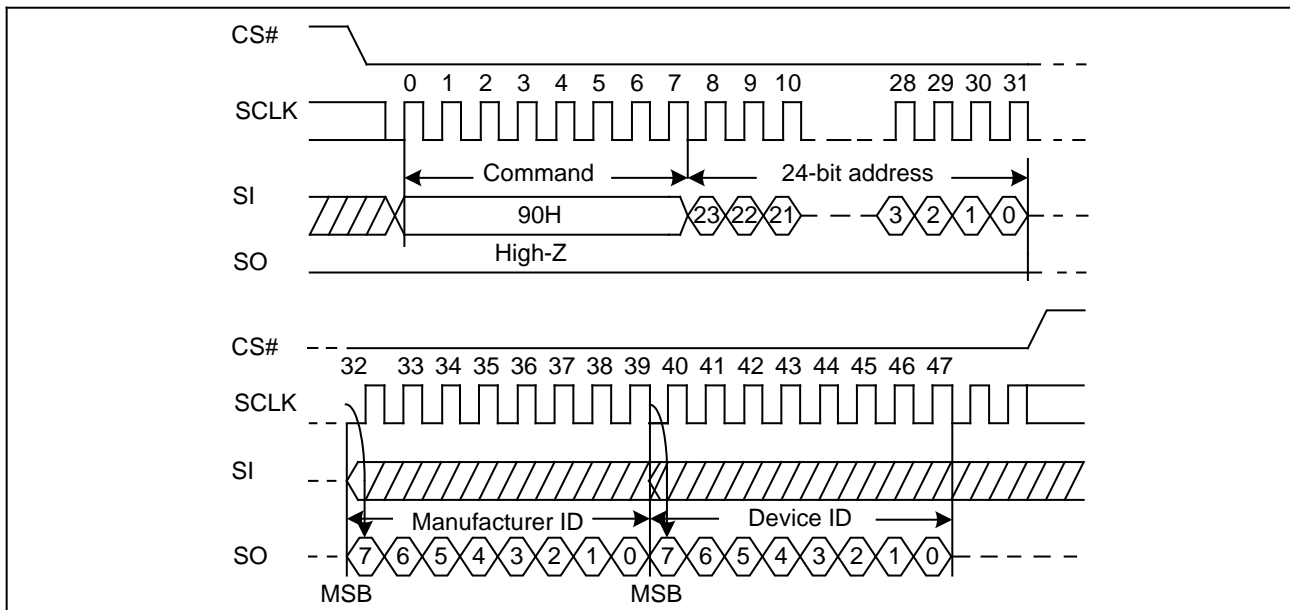 CS#
0 1 2 3 4 5 6 7 8 9 10 28 29 30 31
SCLK
Command 24-bit address
SI
90H 23 22 21 3 2 1 0
High-Z
SO
CS#
32 33 34 35 36 37 38 39 40 41 42 43 44 45 46 47
SCLK
SI
Manufacturer ID Device ID
SO 7 6 5 4 3 2 1 0 7 6 5 4 3 2 1 0
MSB MSB